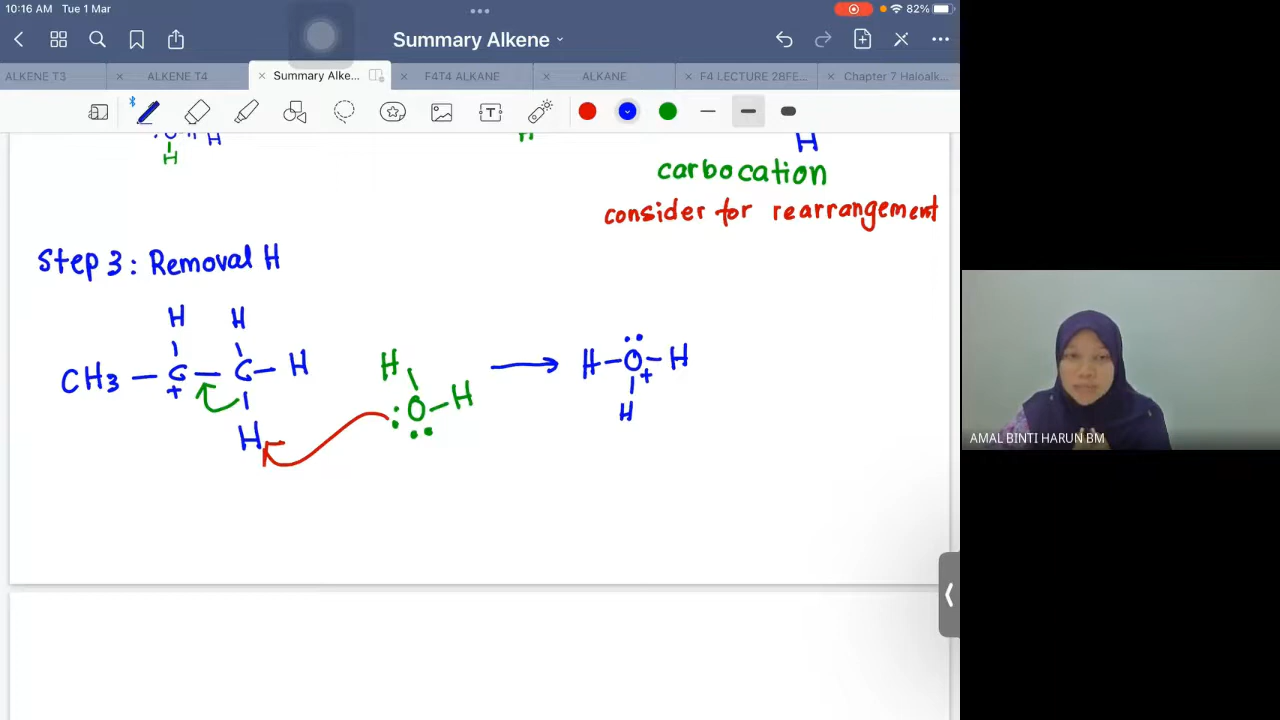 10:16 AM Tue 1 Mar
82%
Summary Alkene
ALKENE T3
ALKENE T4
Summary Alke...
F4T4 ALKANE
ALKANE
F4 LECTURE 28FE...
Chapter 7 Haloalk...
H H
H H
carbocation
consider for rearrangement
Step 3: Removal H
H H
CH3 — C — C — H
+
H
H
:O — H
H — O — H
+
H
AMAL BINTI HARUN BM